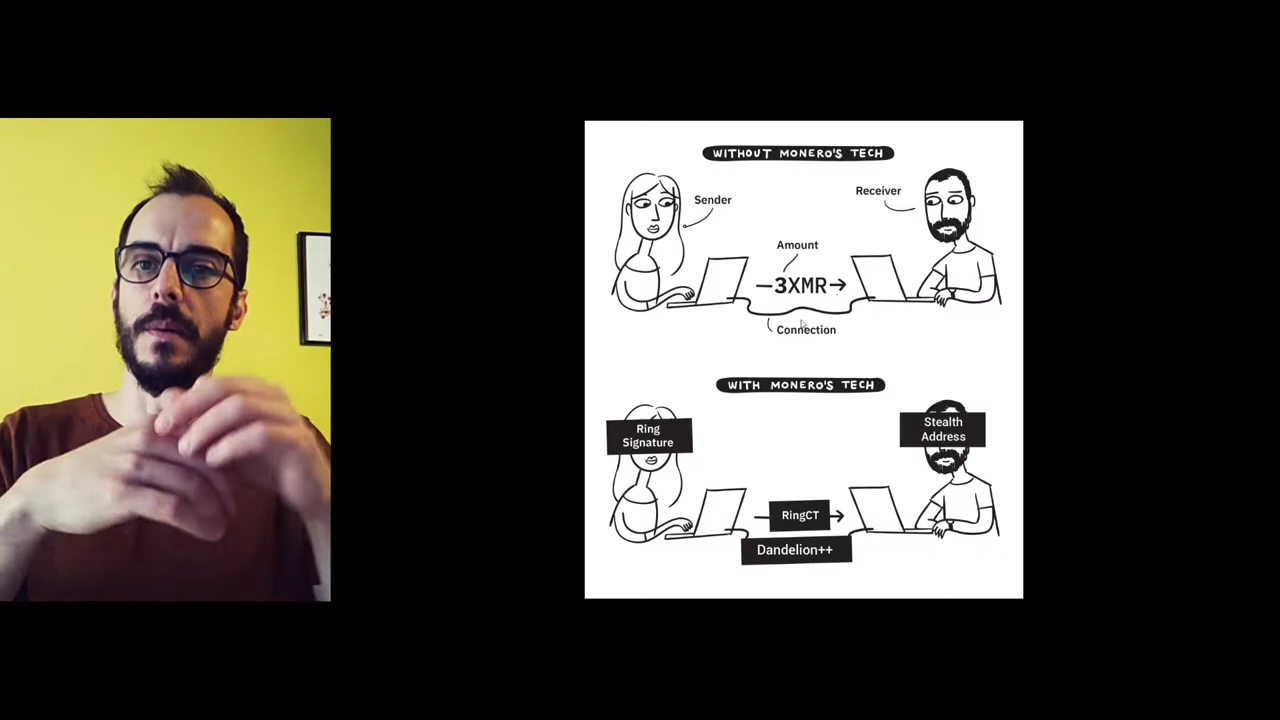 WITHOUT MONERO'S TECH
Sender
Receiver
Amount
3XMR
Connection
WITH MONERO'S TECH
Ring
Signature
Stealth
Address
RingCT
Dandelion++